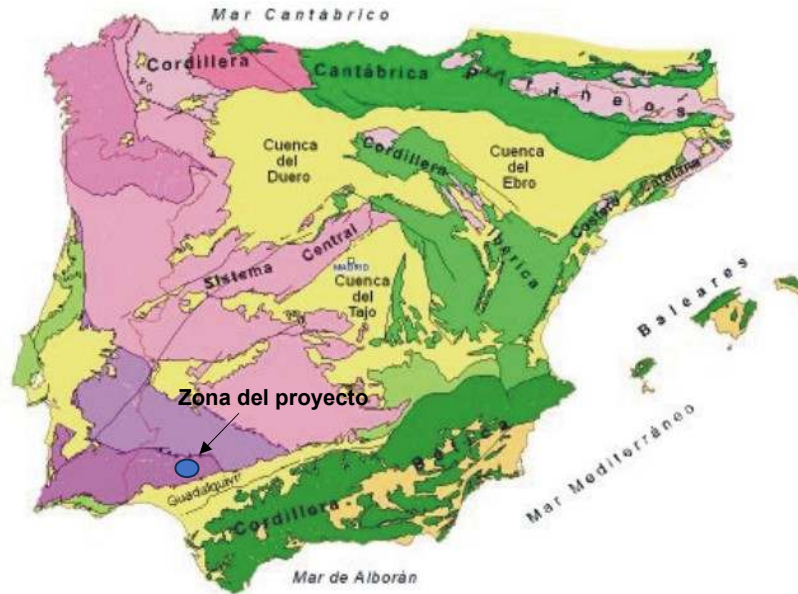 Mar Cantábrico
Cordillera
Cantábrica
Pirineos
Cuenca
del
Duero
Cordillera
Ibérica
Cuenca
del
Ebro
Costera
Catalana
Sistema
Central
MADRID
Cuenca
del
Tajo
Baleares
Zona del proyecto
Mar Mediterráneo
Guadalquivir
Cordillera
Bética
Mar de Alborán